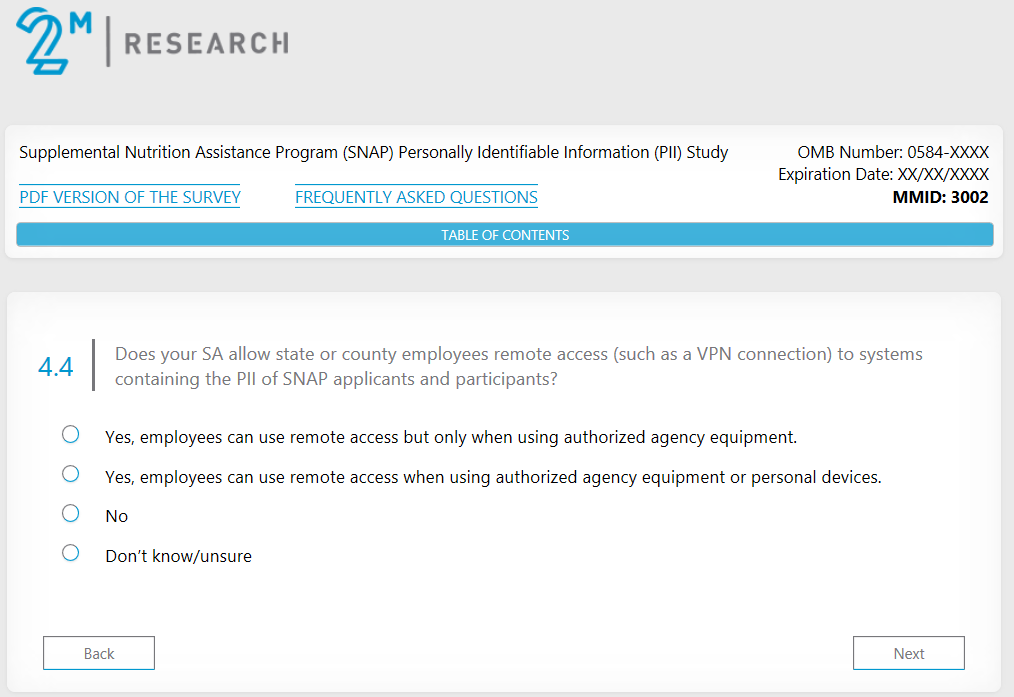 2M RESEARCH
Supplemental Nutrition Assistance Program (SNAP) Personally Identifiable Information (PII) Study
OMB Number: 0584-XXXX
Expiration Date: XX/XX/XXXX
PDF VERSION OF THE SURVEY
FREQUENTLY ASKED QUESTIONS
MMID: 3002
TABLE OF CONTENTS
4.4
Does your SA allow state or county employees remote access (such as a VPN connection) to systems
containing the PII of SNAP applicants and participants?
Yes, employees can use remote access but only when using authorized agency equipment.
Yes, employees can use remote access when using authorized agency equipment or personal devices.
No
Don’t know/unsure
Back
Next